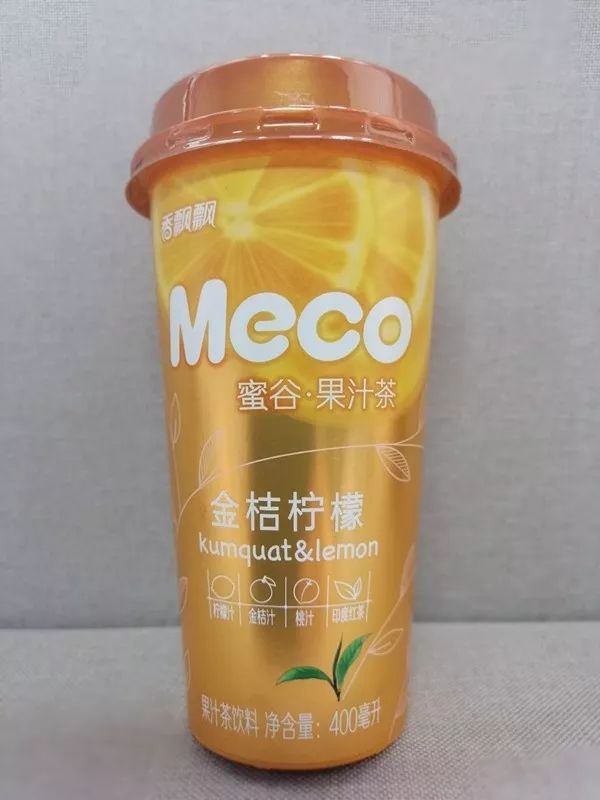 香飘飘
Meco
蜜谷·果汁茶
金桔柠檬
kumquat&lemon
柠檬汁 金桔汁 桃汁 印度红茶
果汁茶饮料 净含量：400毫升